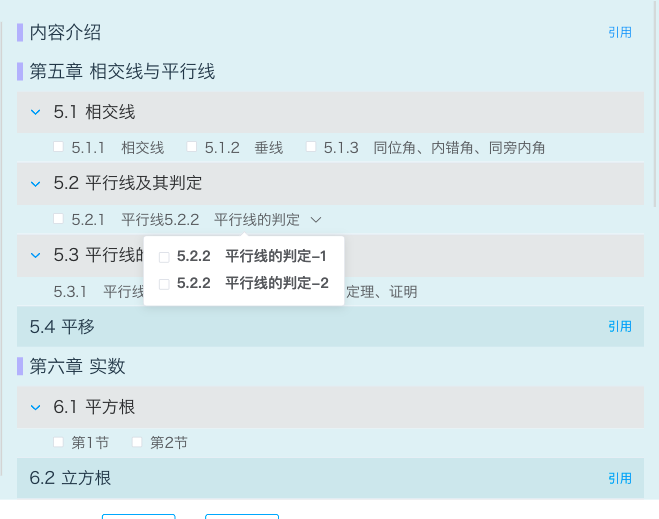 内容介绍 引用
第五章 相交线与平行线
5.1 相交线
5.1.1 相交线 5.1.2 垂线 5.1.3 同位角、内错角、同旁内角
5.2 平行线及其判定
5.2.1 平行线5.2.2 平行线的判定
5.3 平行线的
5.2.2 平行线的判定-1
5.2.2 平行线的判定-2
5.3.1 平行线 定理、证明
5.4 平移 引用
第六章 实数
6.1 平方根
第1节 第2节
6.2 立方根 引用